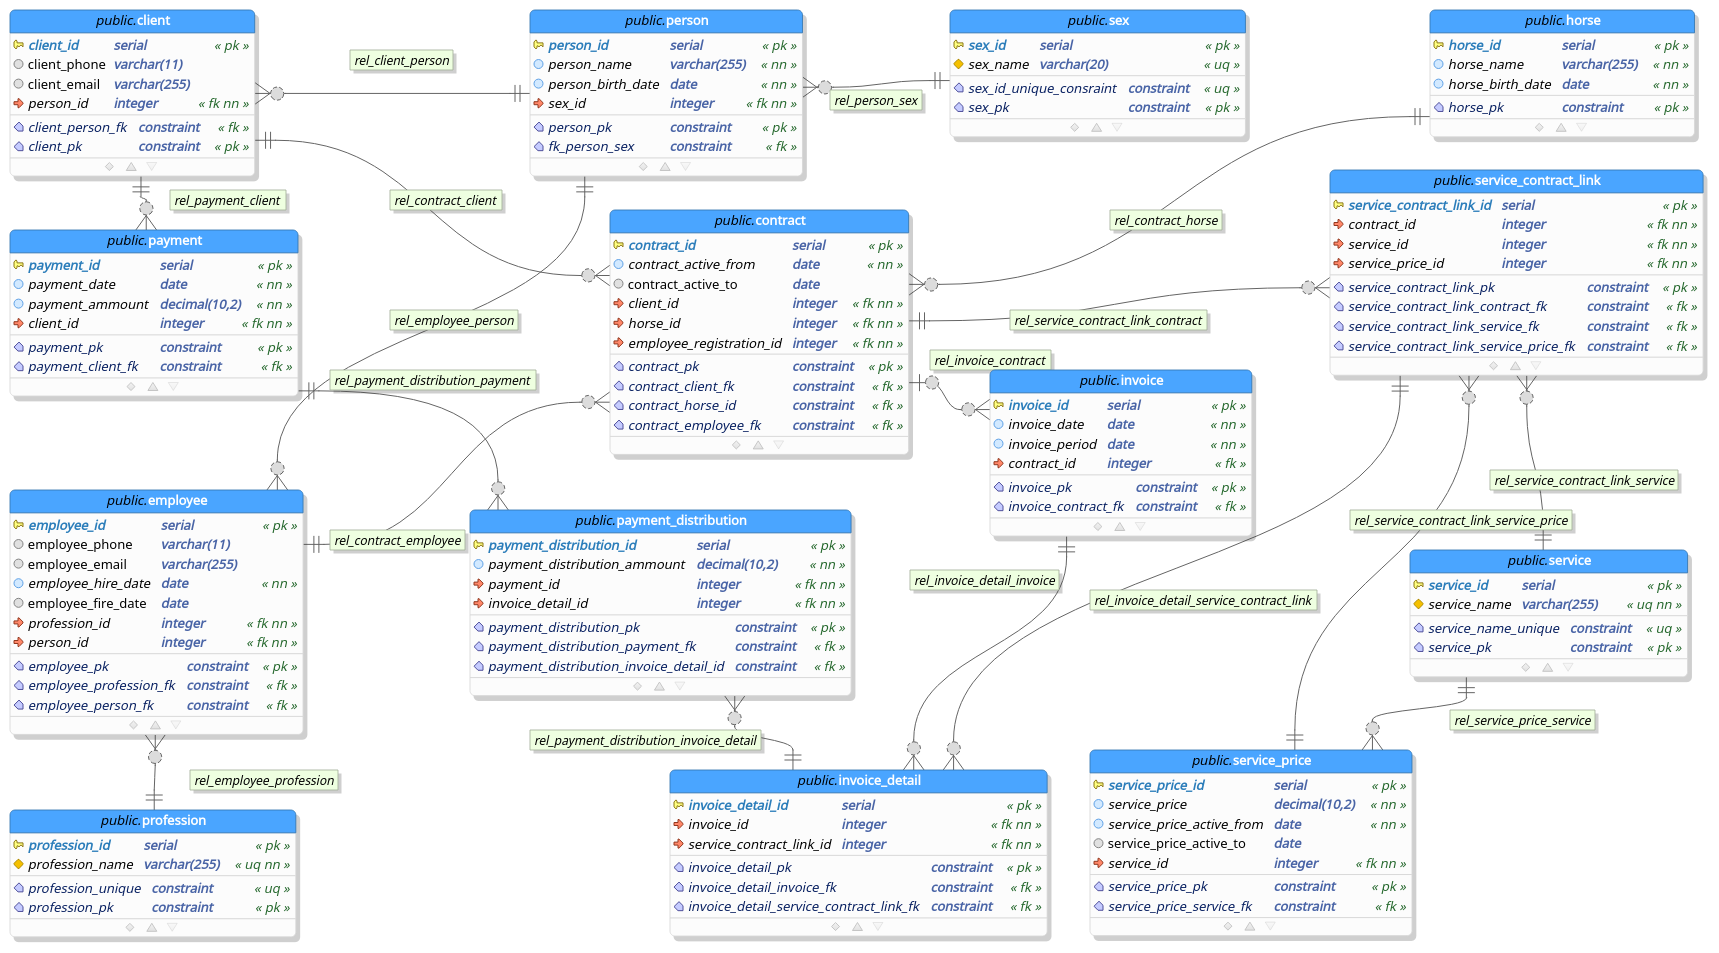 public.client
client_id serial « pk »
client_phone varchar(11)
client_email varchar(255)
person_id integer « fk nn »
client_person_fk constraint « fk »
client_pk constraint « pk »
rel_client_person
public.person
person_id serial « pk »
person_name varchar(255) « nn »
person_birth_date date « nn »
sex_id integer « fk nn »
person_pk constraint « pk »
fk_person_sex constraint « fk »
rel_person_sex
public.sex
sex_id serial « pk »
sex_name varchar(20) « uq »
sex_id_unique_consraint constraint « uq »
sex_pk constraint « pk »
public.horse
horse_id serial « pk »
horse_name varchar(255) « nn »
horse_birth_date date « nn »
horse_pk constraint « pk »
rel_payment_client
rel_contract_client
rel_contract_horse
public.service_contract_link
service_contract_link_id serial « pk »
contract_id integer « fk nn »
service_id integer « fk nn »
service_price_id integer « fk nn »
service_contract_link_pk constraint « pk »
service_contract_link_contract_fk constraint « fk »
service_contract_link_service_fk constraint « fk »
service_contract_link_service_price_fk constraint « fk »
public.payment
payment_id serial « pk »
payment_date date « nn »
payment_ammount decimal(10,2) « nn »
client_id integer « fk nn »
payment_pk constraint « pk »
payment_client_fk constraint « fk »
public.contract
contract_id serial « pk »
contract_active_from date « nn »
contract_active_to date
client_id integer « fk nn »
horse_id integer « fk nn »
employee_registration_id integer « fk nn »
contract_pk constraint « pk »
contract_client_fk constraint « fk »
contract_horse_id constraint « fk »
contract_employee_fk constraint « fk »
rel_employee_person
rel_service_contract_link_contract
rel_payment_distribution_payment
rel_invoice_contract
public.invoice
invoice_id serial « pk »
invoice_date date « nn »
invoice_period date « nn »
contract_id integer « fk »
invoice_pk constraint « pk »
invoice_contract_fk constraint « fk »
rel_service_contract_link_service
rel_service_contract_link_service_price
public.employee
employee_id serial « pk »
employee_phone varchar(11)
employee_email varchar(255)
employee_hire_date date « nn »
employee_fire_date date
profession_id integer « fk nn »
person_id integer « fk nn »
employee_pk constraint « pk »
employee_profession_fk constraint « fk »
employee_person_fk constraint « fk »
rel_contract_employee
public.payment_distribution
payment_distribution_id serial « pk »
payment_distribution_ammount decimal(10,2) « nn »
payment_id integer « fk nn »
invoice_detail_id integer « fk nn »
payment_distribution_pk constraint « pk »
payment_distribution_payment_fk constraint « fk »
payment_distribution_invoice_detail_id constraint « fk »
rel_invoice_detail_invoice
rel_invoice_detail_service_contract_link
public.service
service_id serial « pk »
service_name varchar(255) « uq nn »
service_name_unique constraint « uq »
service_pk constraint « pk »
rel_service_price_service
rel_payment_distribution_invoice_detail
rel_employee_profession
public.profession
profession_id serial « pk »
profession_name varchar(255) « uq nn »
profession_unique constraint « uq »
profession_pk constraint « pk »
public.invoice_detail
invoice_detail_id serial « pk »
invoice_id integer « fk nn »
service_contract_link_id integer « fk nn »
invoice_detail_pk constraint « pk »
invoice_detail_invoice_fk constraint « fk »
invoice_detail_service_contract_link_fk constraint « fk »
public.service_price
service_price_id serial « pk »
service_price decimal(10,2) « nn »
service_price_active_from date « nn »
service_price_active_to date
service_id integer « fk nn »
service_price_pk constraint « pk »
service_price_service_fk constraint « fk »